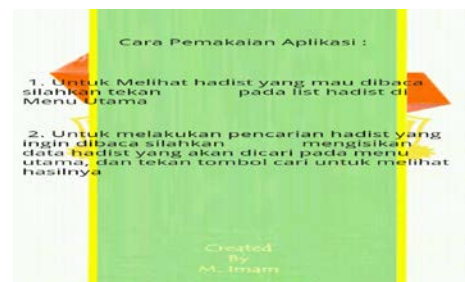 Cara Pemakaian Aplikasi :
1. Untuk Melihat hadist yang mau dibaca
silahkan tekan pada list hadist di
Menu Utama
2. Untuk melakukan pencarian hadist yang
ingin dibaca silahkan mengisikan
data hadist yang akan dicari pada menu
utama, dan tekan tombol cari untuk melihat
hasilnya
Created
By
M. Imam